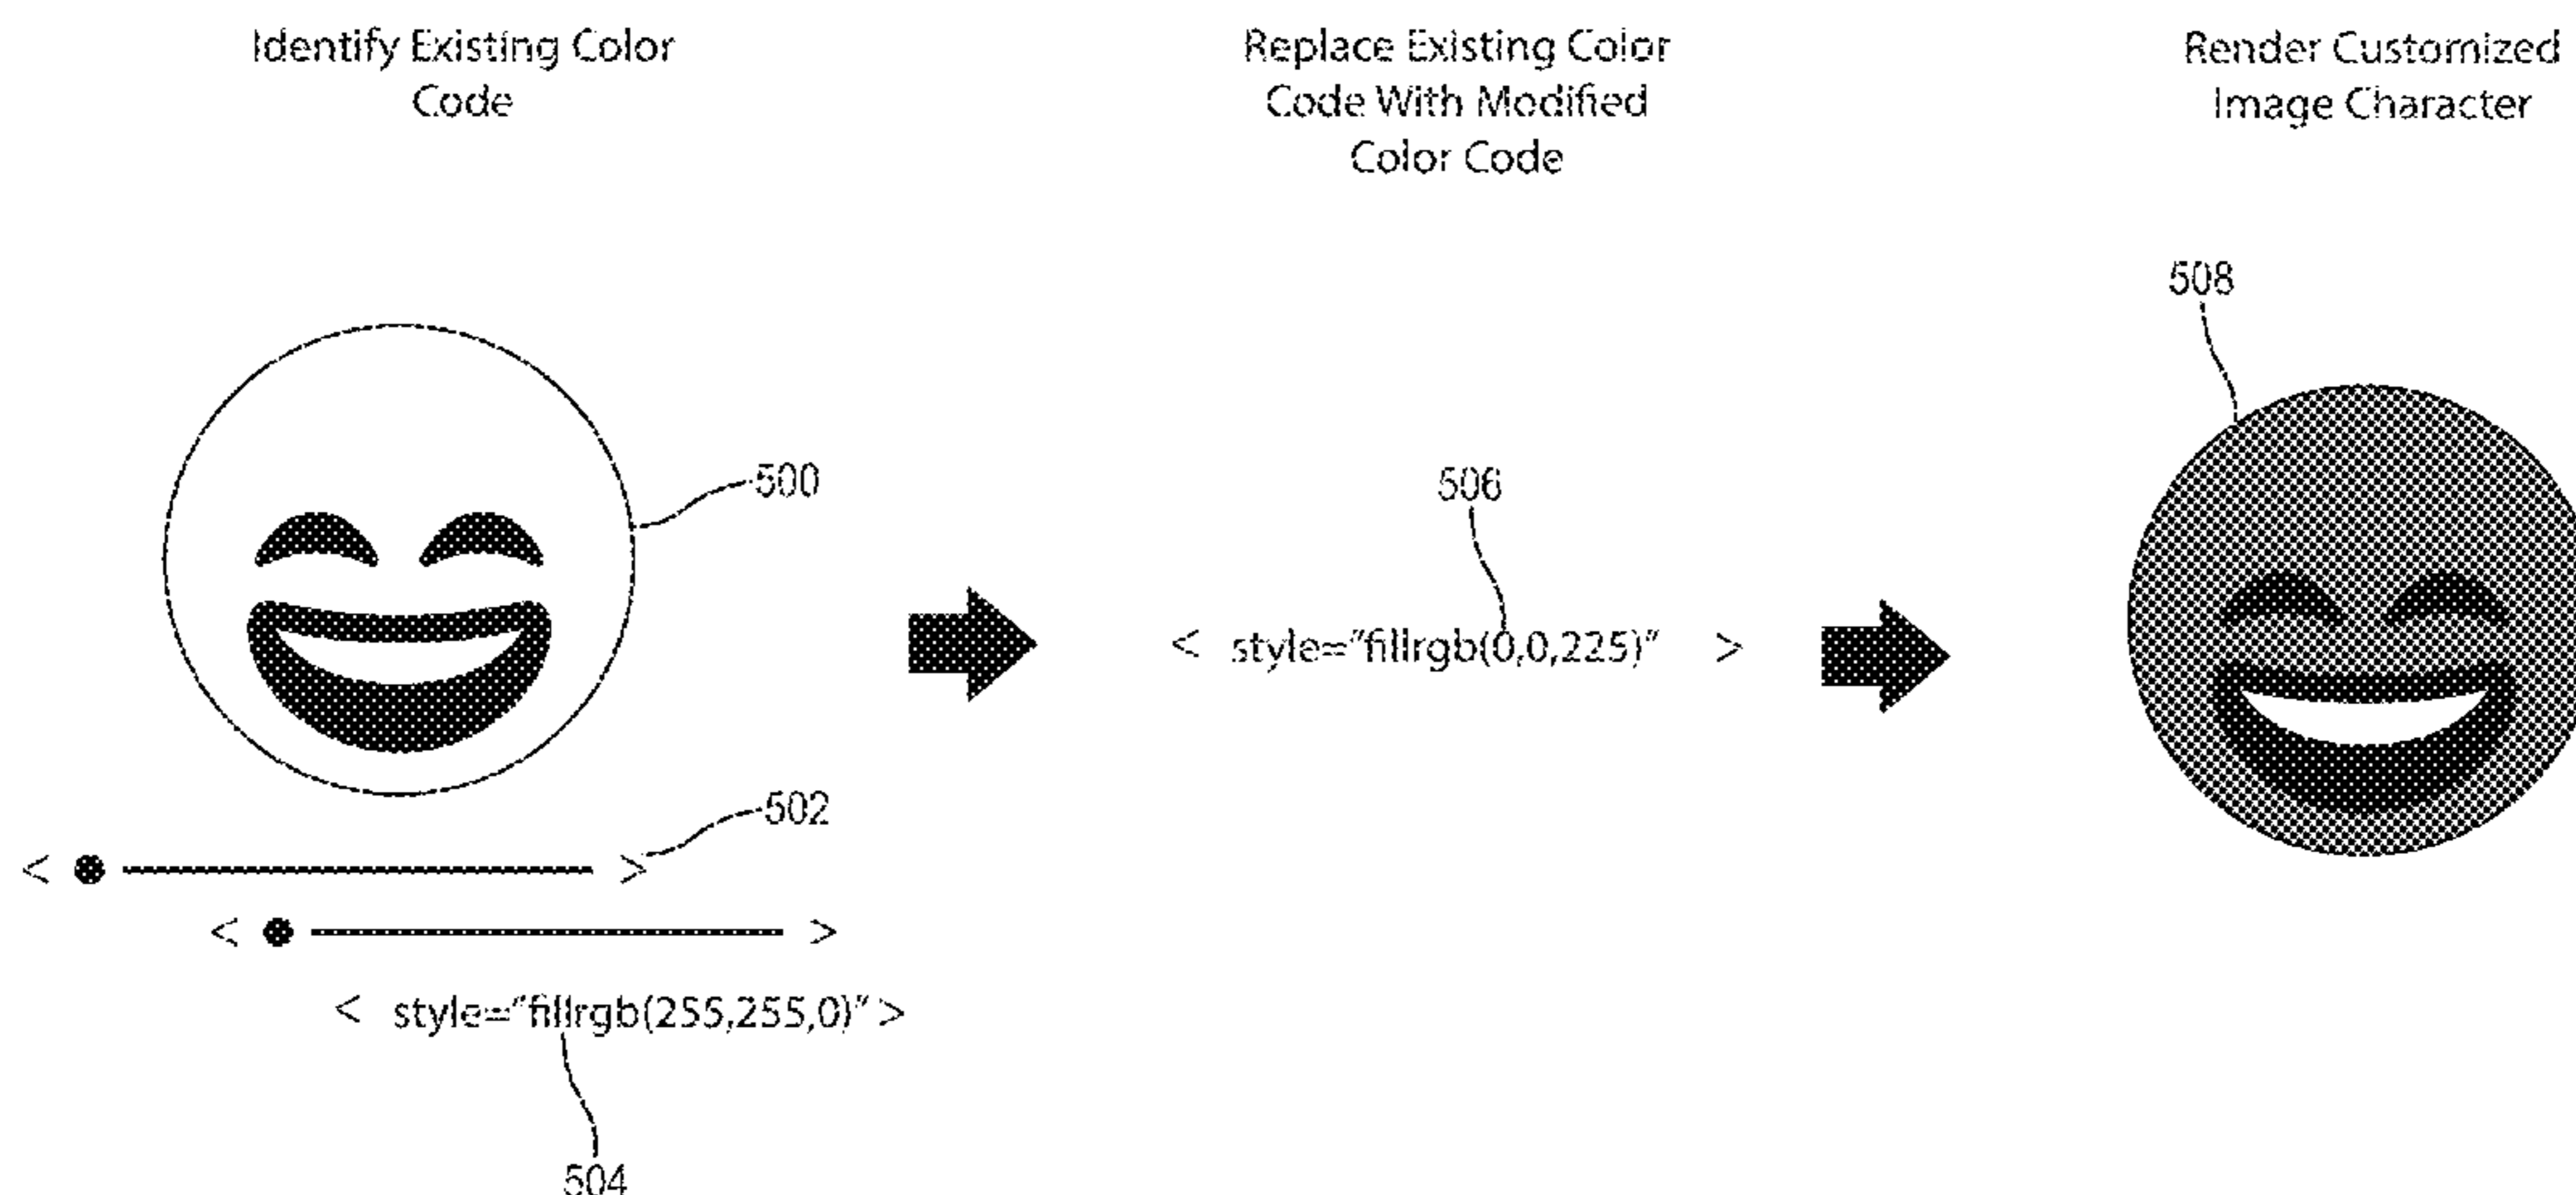 Identify Existing Color
Code
Replace Existing Color
Code With Modified
Color Code
Render Customized
Image Character
500
502
< >
< >
< style="fillrgb(255,255,0)" >
504
506
< style="fillrgb(0,0,225)" >
508